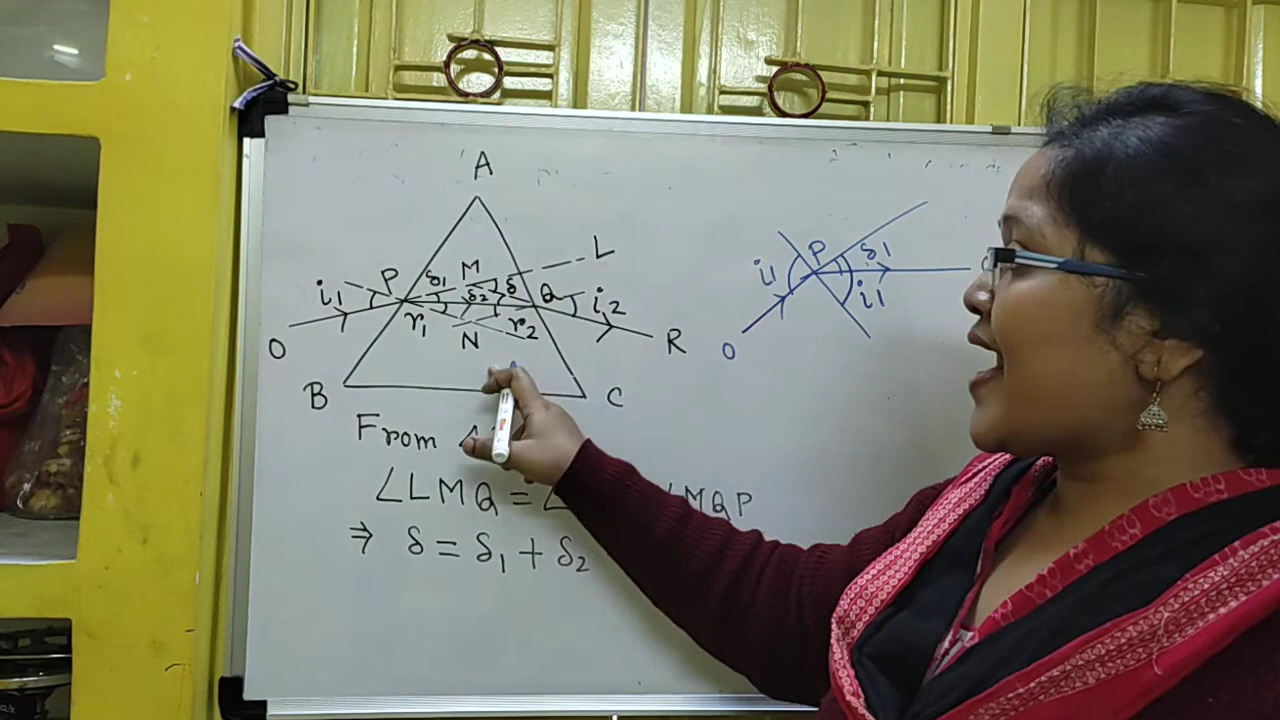 A
L
P δ1 M δ
i1 δ2 Q i2
r1 r2
O N R
B C
From
∠LMQ = ∠ ∠MQP
⇒ δ = δ1 + δ2
P δ1
i1 i1
O